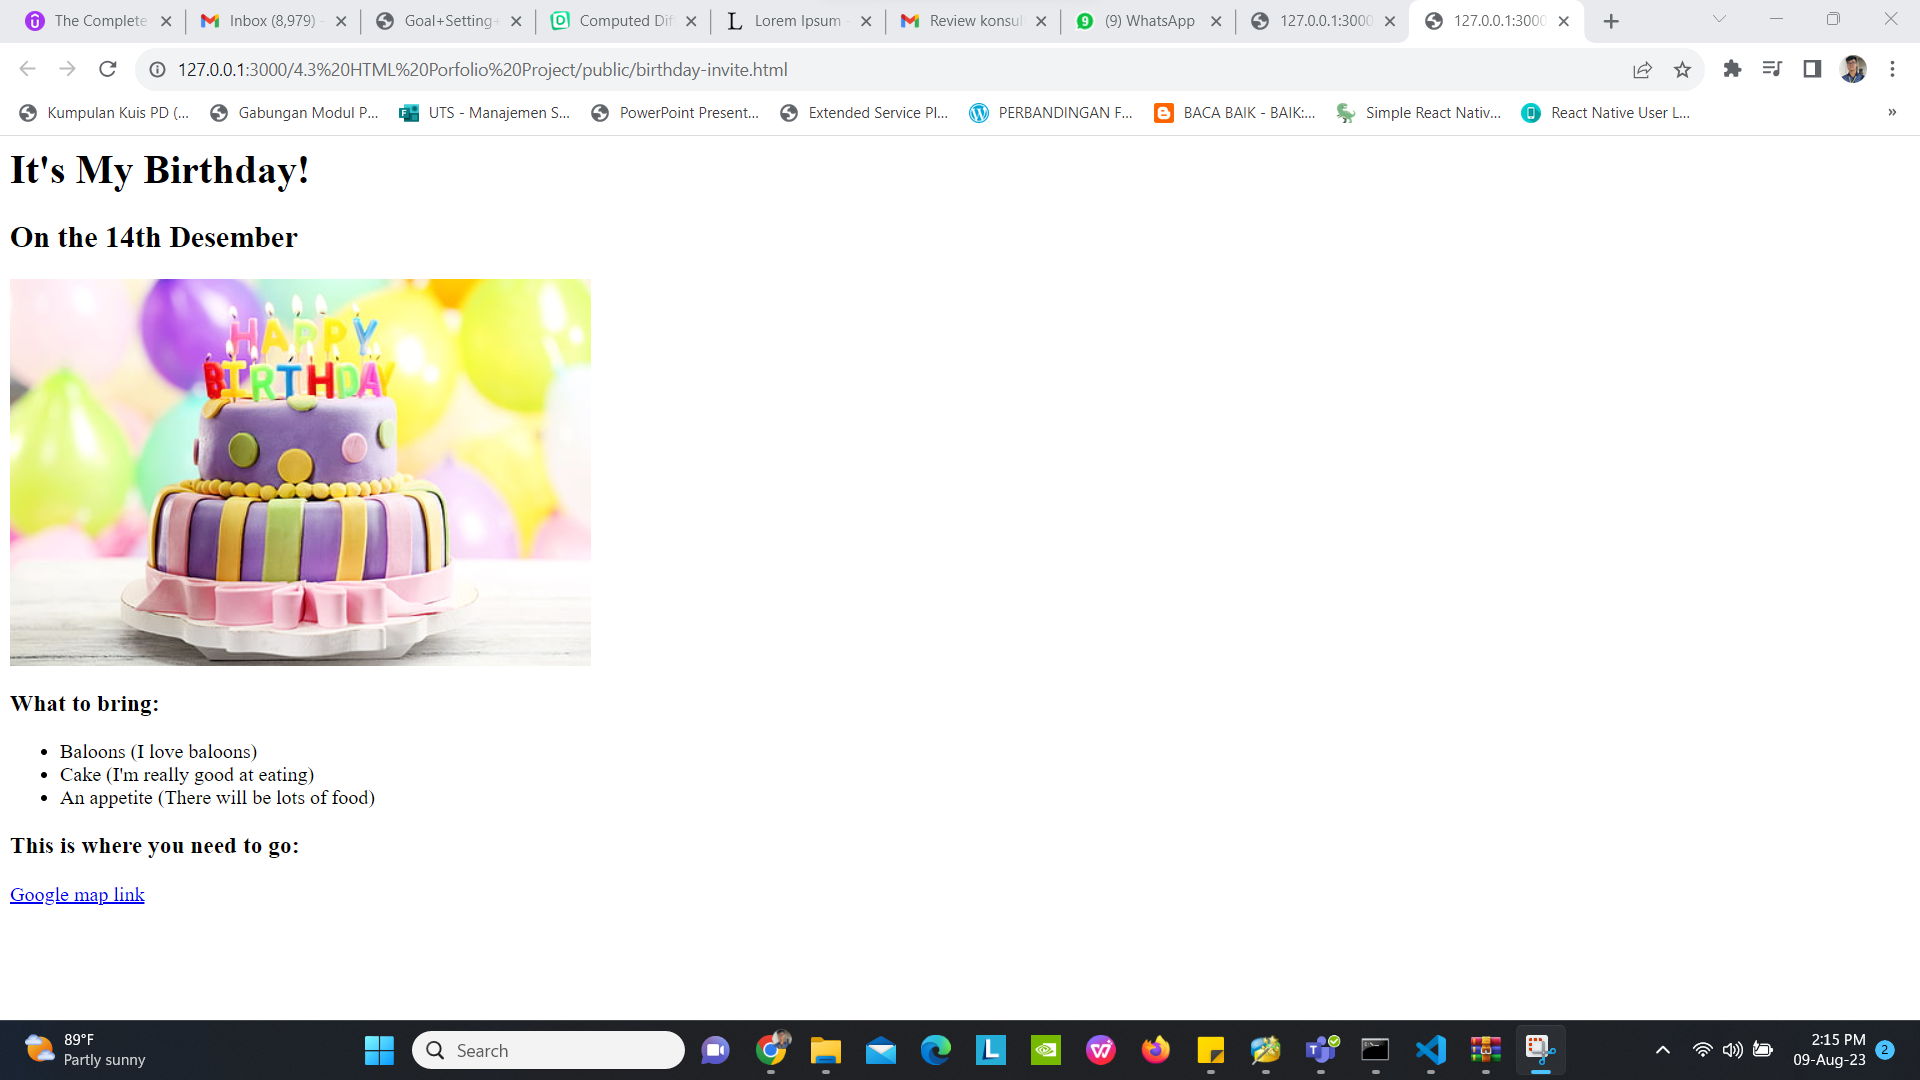 The Complete
Inbox (8,979)
Goal+Setting
Computed Dif
Lorem Ipsum
Review konsul
(9) WhatsApp
127.0.0.1:3000
127.0.0.1:3000
127.0.0.1:3000/4.3%20HTML%20Porfolio%20Project/public/birthday-invite.html
Kumpulan Kuis PD (...
Gabungan Modul P...
UTS - Manajemen S...
PowerPoint Present...
Extended Service Pl...
PERBANDINGAN F...
BACA BAIK - BAIK:...
Simple React Nativ...
React Native User L...
»
It's My Birthday!
On the 14th Desember
HAPPY
BIRTHDAY
What to bring:
• Baloons (I love baloons)
• Cake (I'm really good at eating)
• An appetite (There will be lots of food)
This is where you need to go:
Google map link
89°F
Partly sunny
Search
2:15 PM
09-Aug-23
2